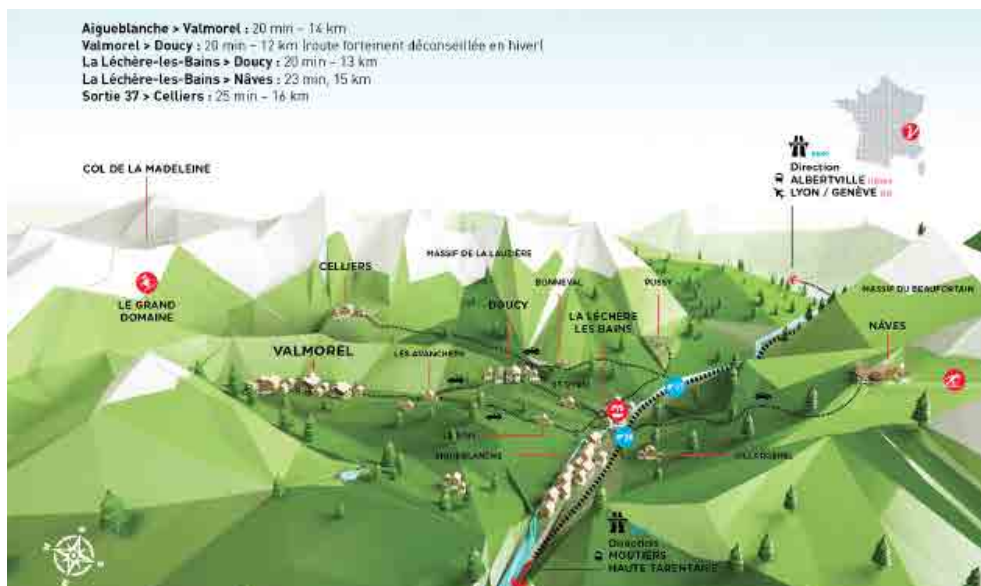 Aigueblanche > Valmorel : 20 min – 14 km
Valmorel > Doucy : 20 min – 12 km (route fortement déconseillée en hiver)
La Léchère-les-Bains > Doucy : 20 min – 13 km
La Léchère-les-Bains > Nâves : 23 min, 15 km
Sortie 37 > Celliers : 25 min – 16 km
COL DE LA MADELEINE
Direction
ALBERTVILLE
LYON / GENÈVE
CELLIERS
MASSIF DE LA LAUZIÈRE
BONNEVAL
PUSSY
MASSIF DU BEAUFORTAIN
LE GRAND
DOMAINE
DOUCY
LA LÉCHÈRE
LES BAINS
NÂVES
VALMOREL
LES AVANCHERS
AIGUEBLANCHE
Direction
MOUTIERS
HAUTE TARENTAISE